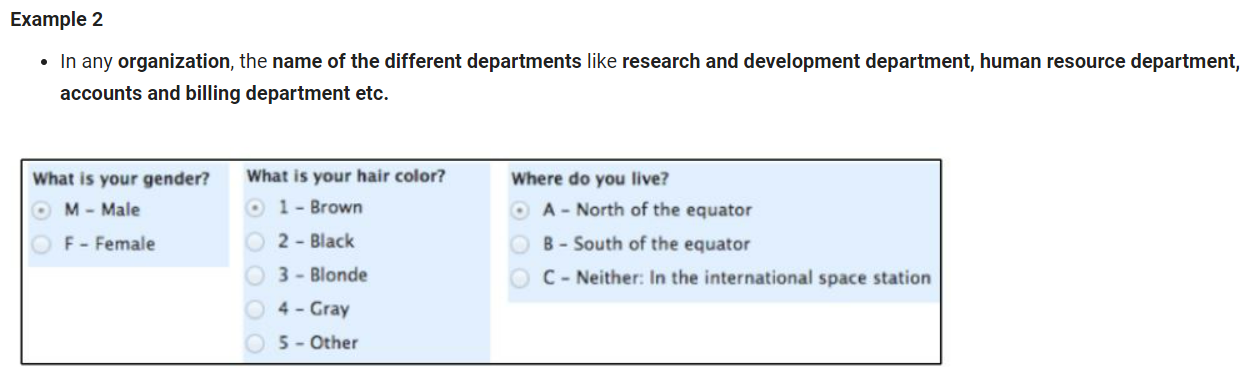 Example 2
• In any organization, the name of the different departments like research and development department, human resource department,
accounts and billing department etc.
What is your gender?
M - Male
F - Female
What is your hair color?
1 - Brown
2 - Black
3 - Blonde
4 - Gray
5 - Other
Where do you live?
A - North of the equator
B - South of the equator
C - Neither: In the international space station